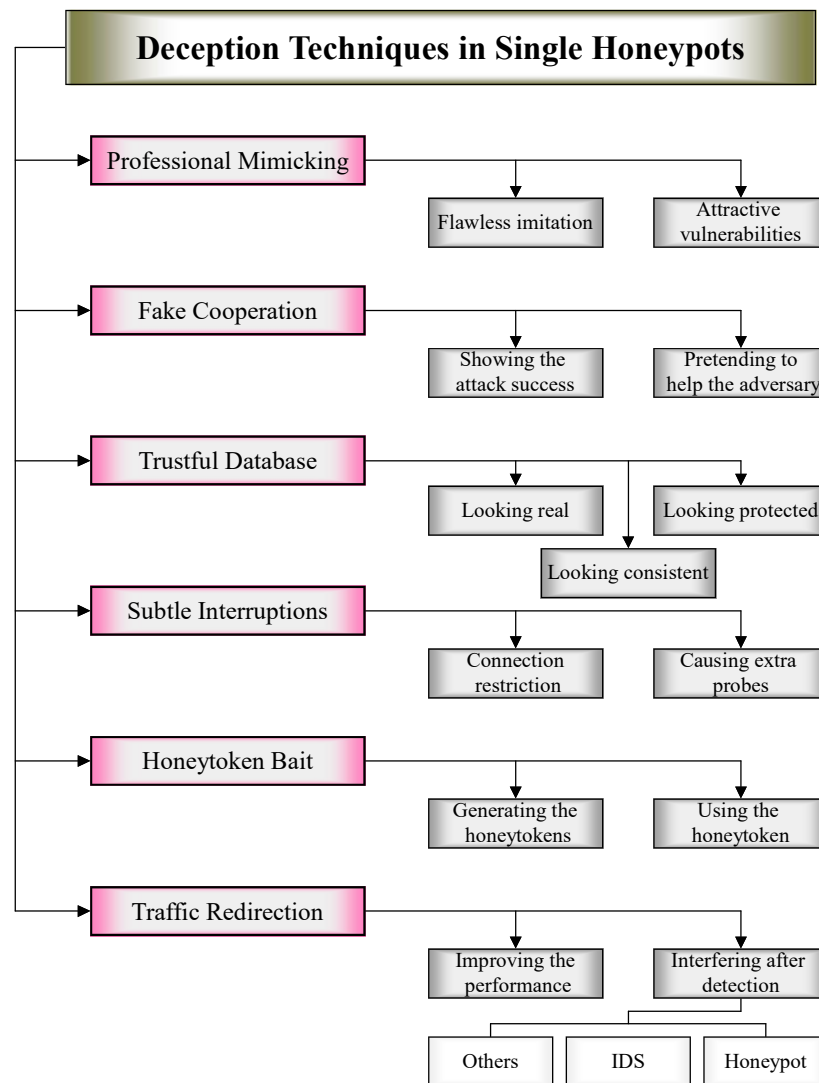 Deception Techniques in Single Honeypots
Professional Mimicking
Flawless imitation
Attractive
vulnerabilities
Fake Cooperation
Showing the
attack success
Pretending to
help the adversary
Trustful Database
Looking real
Looking protected
Looking consistent
Subtle Interruptions
Connection
restriction
Causing extra
probes
Honeytoken Bait
Generating the
honeytokens
Using the
honeytoken
Traffic Redirection
Improving the
performance
Interfering after
detection
Others
IDS
Honeypot